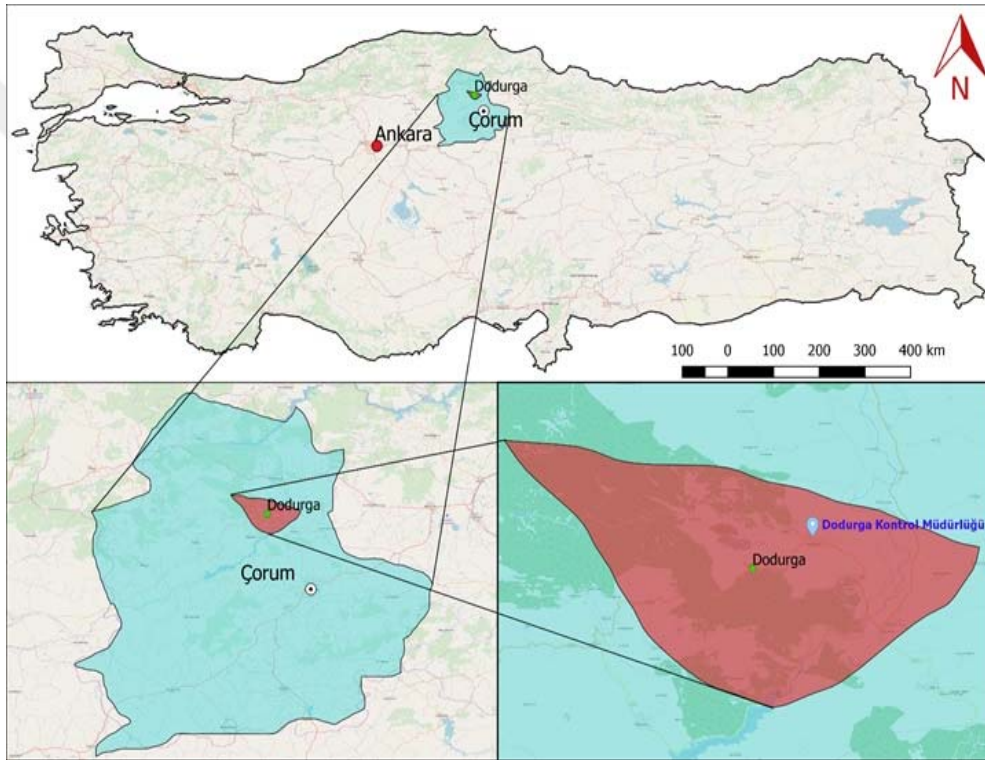 Dodurga
Çorum
Ankara
N
100 0 100 200 300 400 km
Dodurga
Çorum
Dodurga Kontrol Müdürlüğü
Dodurga